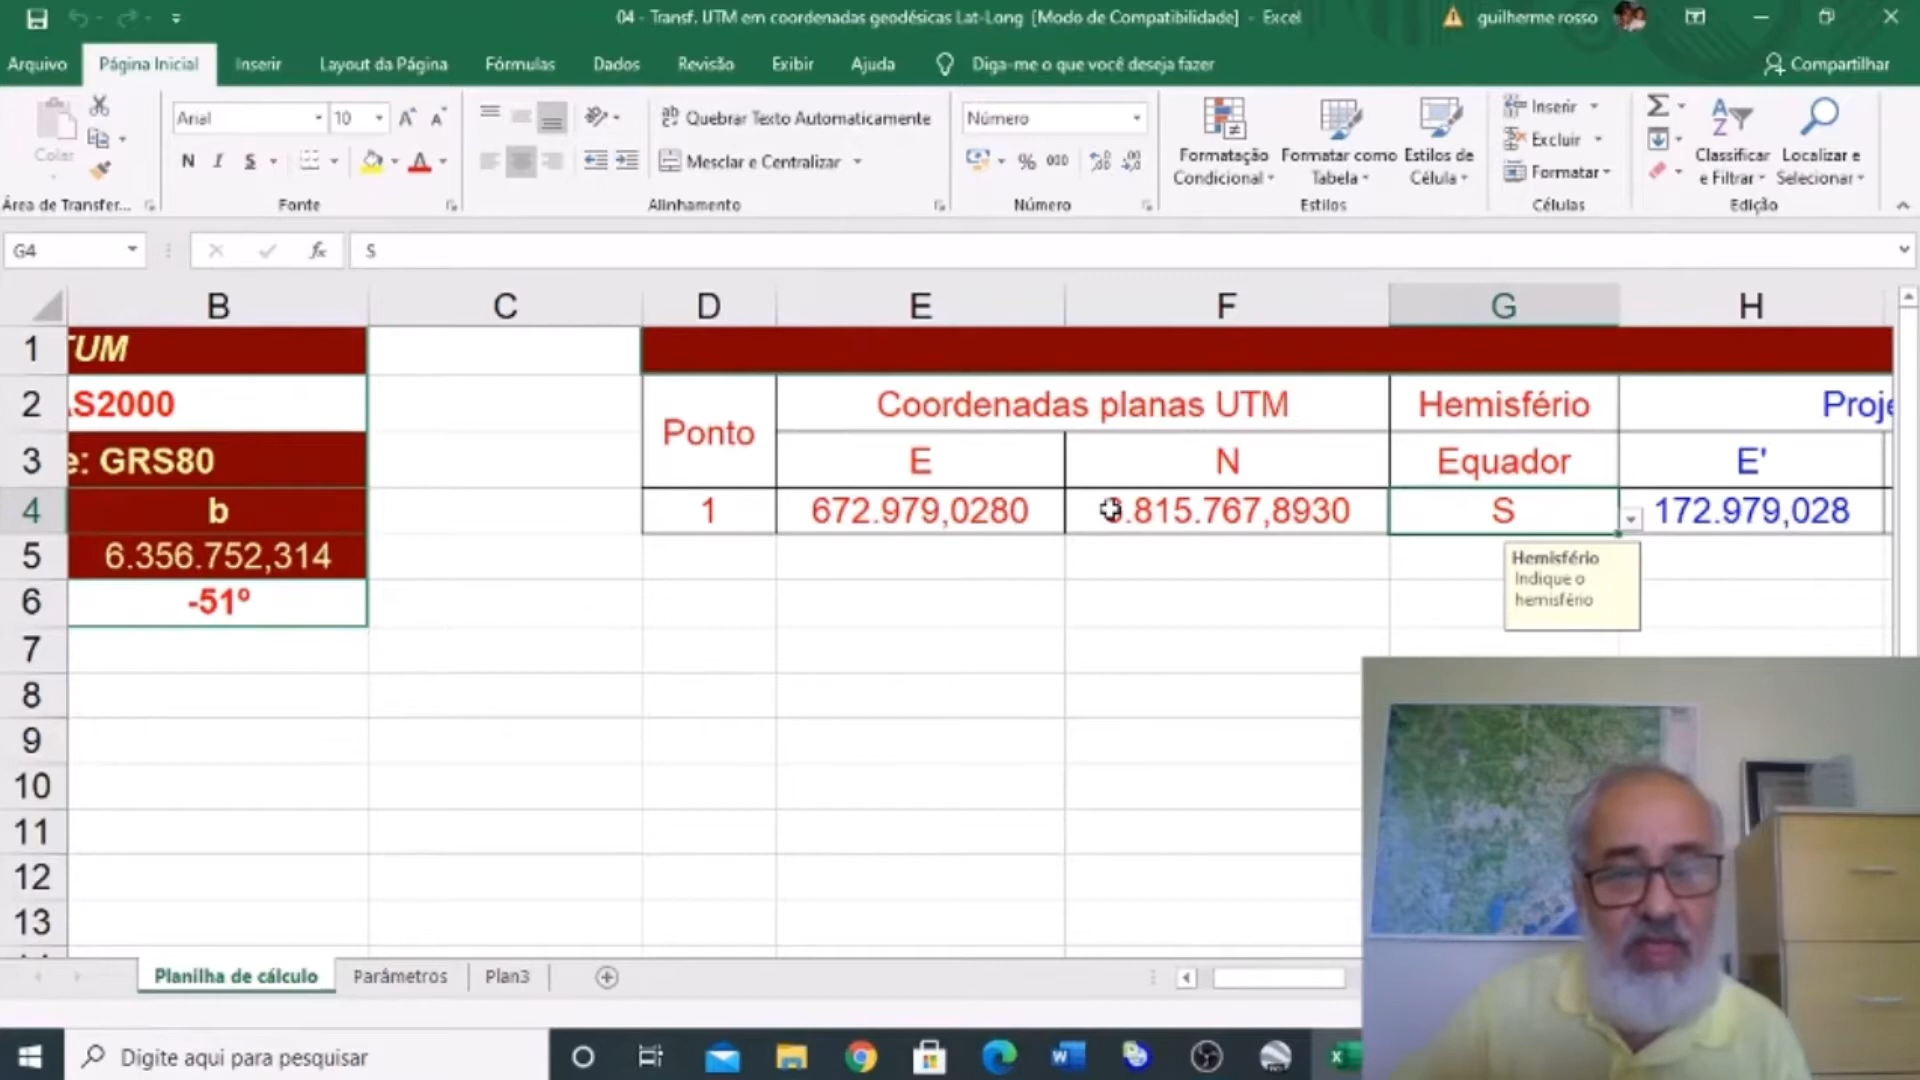 04 - Transf. UTM em coordenadas geodésicas Lat-Long [Modo de Compatibilidade] - Excel
guilherme rosso
Arquivo
Página Inicial
Inserir
Layout da Página
Fórmulas
Dados
Revisão
Exibir
Ajuda
Diga-me o que você deseja fazer
Compartilhar
Colar
Arial
10
N I S
Quebrar Texto Automaticamente
Mesclar e Centralizar
Número
% 000
Formatação Condicional
Formatar como Tabela
Estilos de Célula
Inserir
Excluir
Formatar
Classificar e Filtrar
Localizar e Selecionar
Área de Transfer...
Fonte
Alinhamento
Número
Estilos
Células
Edição
G4
fx
S
B C D E F G H
1 TUM
2 AS2000 Ponto Coordenadas planas UTM Hemisfério Proje
3 e: GRS80 E N Equador E'
4 b 1 672.979,0280 .815.767,8930 S 172.979,028
5 6.356.752,314
6 -51º
Hemisfério
Indique o
hemisfério
7
8
9
10
11
12
13
Planilha de cálculo
Parâmetros
Plan3
Digite aqui para pesquisar